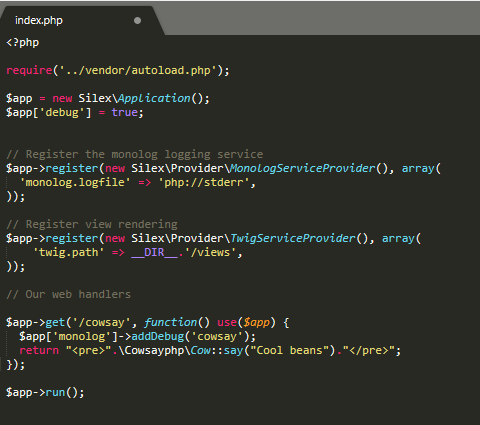 index.php
<?php
require('../vendor/autoload.php');
$app = new Silex\Application();
$app['debug'] = true;
// Register the monolog logging service
$app->register(new Silex\Provider\MonologServiceProvider(), array(
'monolog.logfile' => 'php://stderr',
));
// Register view rendering
$app->register(new Silex\Provider\TwigServiceProvider(), array(
'twig.path' => __DIR__.'/views',
));
// Our web handlers
$app->get('/cowsay', function() use($app) {
$app['monolog']->addDebug('cowsay');
return "<pre>".\Cowsayphp\Cow::say("Cool beans")."</pre>";
});
$app->run();